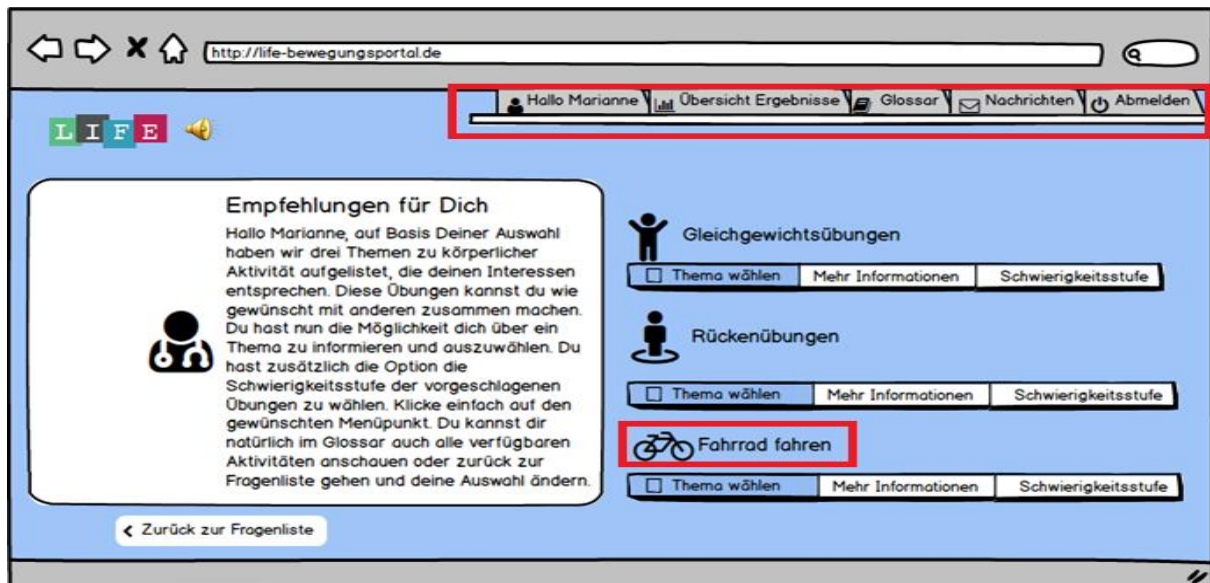 http://life-bewegungsportal.de
Hallo Marianne Übersicht Ergebnisse Glossar Nachrichten Abmelden
LIFE
Empfehlungen für Dich
Hallo Marianne, auf Basis Deiner Auswahl
haben wir drei Themen zu körperlicher
Aktivität aufgelistet, die deinen Interessen
entsprechen. Diese Übungen kannst du wie
gewünscht mit anderen zusammen machen.
Du hast nun die Möglichkeit dich über ein
Thema zu informieren und auszuwählen. Du
hast zusätzlich die Option die
Schwierigkeitsstufe der vorgeschlagenen
Übungen zu wählen. Klicke einfach auf den
gewünschten Menüpunkt. Du kannst dir
natürlich im Glossar auch alle verfügbaren
Aktivitäten anschauen oder zurück zur
Fragenliste gehen und deine Auswahl ändern.
Zurück zur Fragenliste
Gleichgewichtsübungen
Thema wählen Mehr Informationen Schwierigkeitsstufe
Rückenübungen
Thema wählen Mehr Informationen Schwierigkeitsstufe
Fahrrad fahren
Thema wählen Mehr Informationen Schwierigkeitsstufe